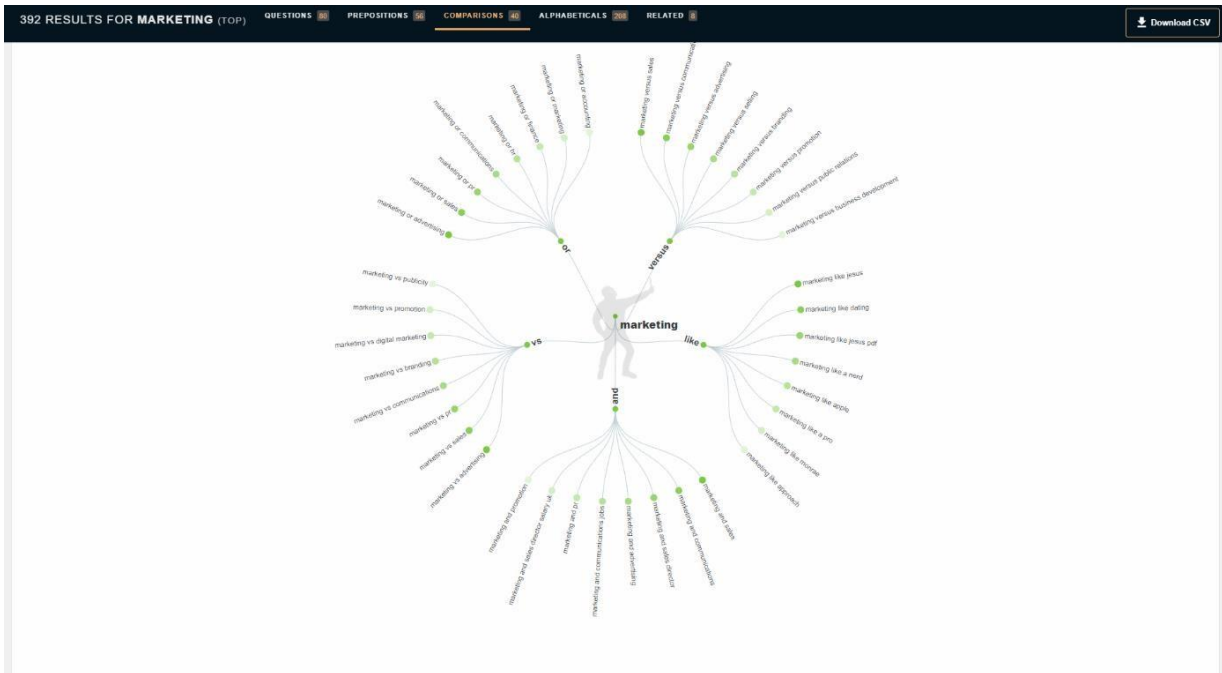 392 RESULTS FOR MARKETING (TOP)
QUESTIONS 80
PREPOSITIONS 56
COMPARISONS 40
ALPHABETICALS 208
RELATED 8
Download CSV
marketing or advertising
marketing or sales
marketing or pr
marketing or communications
marketing or hr
marketing or finance
marketing or marketing
marketing or accounting
or
marketing versus sales
marketing versus communicati
marketing versus advertising
marketing versus selling
marketing versus branding
marketing versus promotion
marketing versus public relations
marketing versus business development
versus
marketing
marketing like jesus
marketing like dating
marketing like jesus pdf
marketing like a nerd
marketing like apple
marketing like a pro
marketing like munnae
marketing like approach
like
marketing and sales
marketing and communications
marketing and sales director
marketing and advertising
marketing and communications jobs
marketing and pr
marketing and sales director salary uk
marketing and promotion
and
marketing vs advertising
marketing vs sales
marketing vs pr
marketing vs communications
marketing vs branding
marketing vs digital marketing
marketing vs promotion
marketing vs publicity
vs